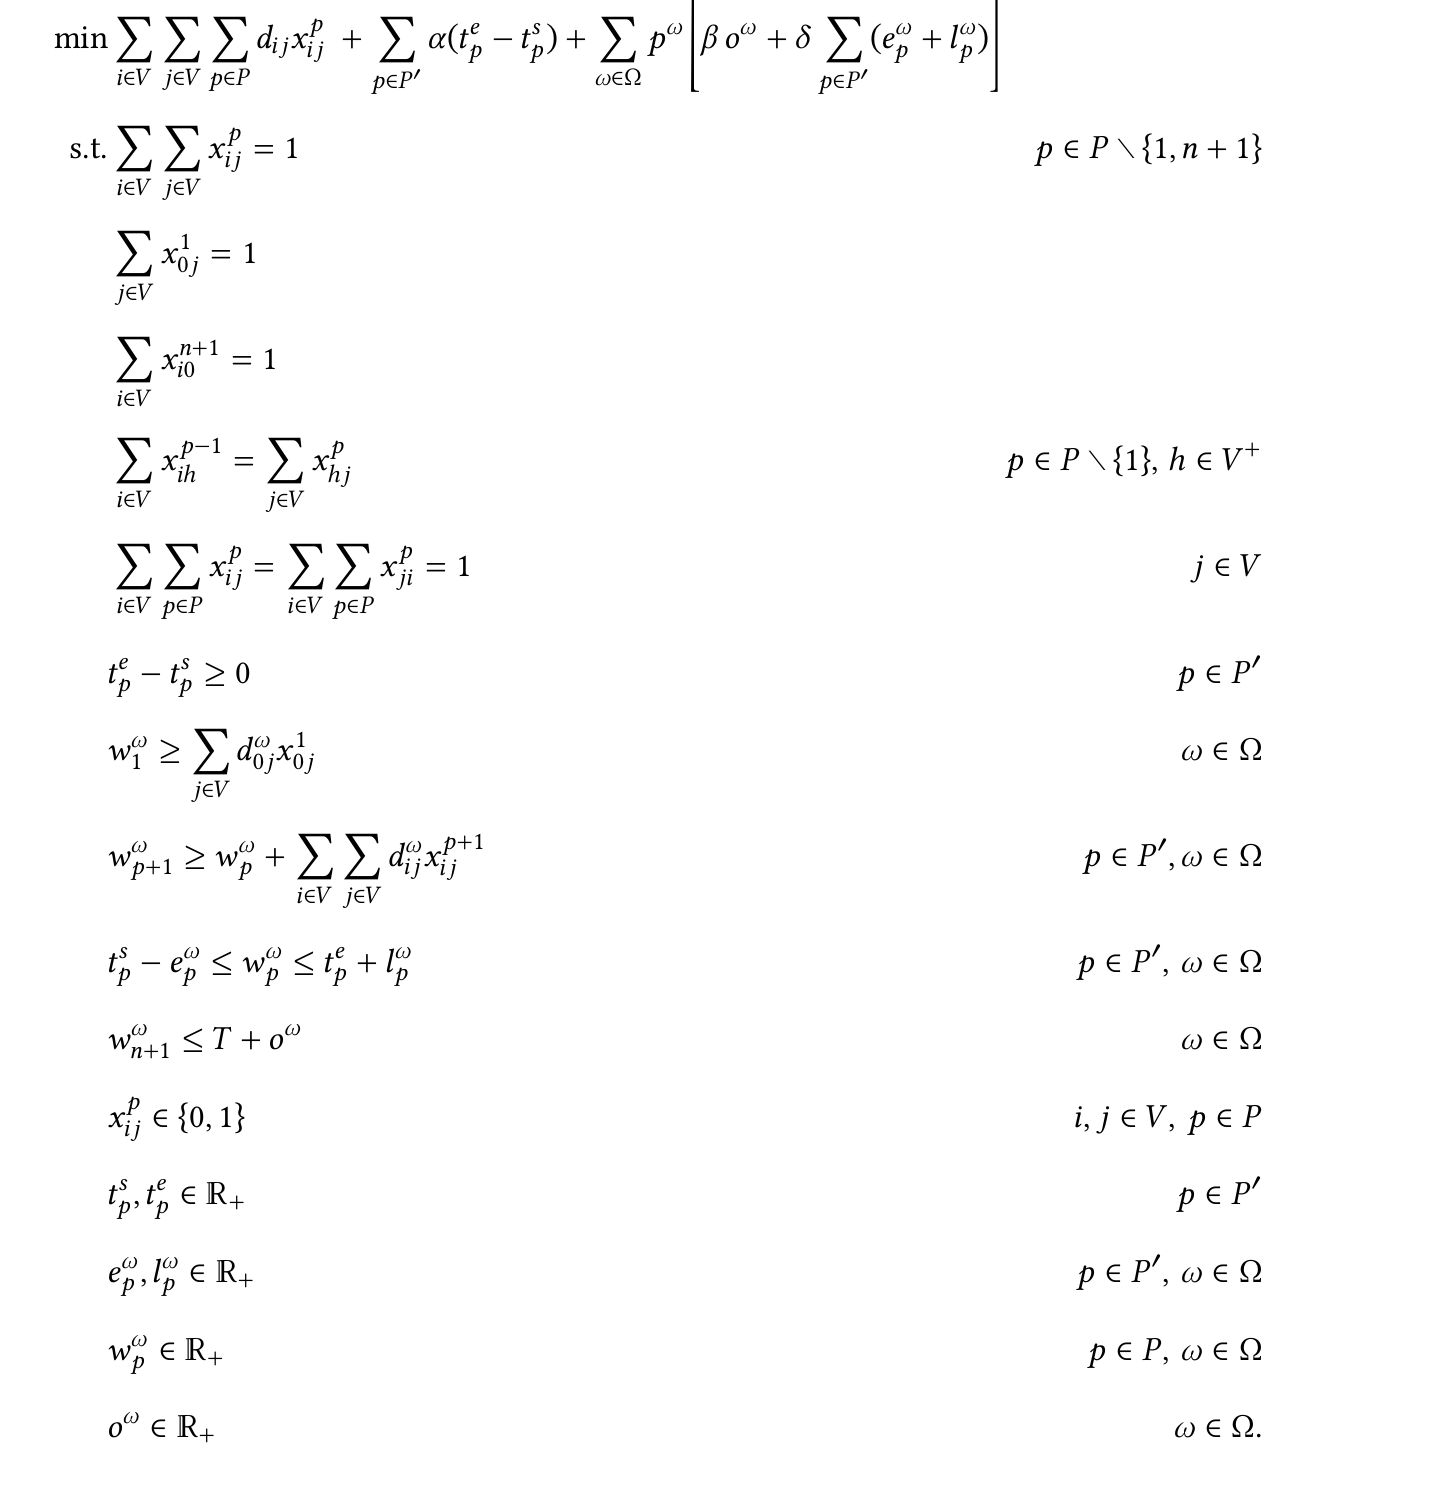 min ∑_{i∈V} ∑_{j∈V} ∑_{p∈P} d_{ij} x_{ij}^{p} + ∑_{p∈P′} α(t_p^e − t_p^s) + ∑_{ω∈Ω} p^ω [β o^ω + δ ∑_{p∈P′} (e_p^ω + l_p^ω)]
s.t. ∑_{i∈V} ∑_{j∈V} x_{ij}^{p} = 1 p ∈ P ∖ {1, n + 1}
∑_{j∈V} x_{0j}^{1} = 1
∑_{i∈V} x_{i0}^{n+1} = 1
∑_{i∈V} x_{ih}^{p−1} = ∑_{j∈V} x_{hj}^{p} p ∈ P ∖ {1}, h ∈ V^+
∑_{i∈V} ∑_{p∈P} x_{ij}^{p} = ∑_{i∈V} ∑_{p∈P} x_{ji}^{p} = 1 j ∈ V
t_p^e − t_p^s ≥ 0 p ∈ P′
w_1^ω ≥ ∑_{j∈V} d_{0j}^ω x_{0j}^1 ω ∈ Ω
w_{p+1}^ω ≥ w_p^ω + ∑_{i∈V} ∑_{j∈V} d_{ij}^ω x_{ij}^{p+1} p ∈ P′, ω ∈ Ω
t_p^s − e_p^ω ≤ w_p^ω ≤ t_p^e + l_p^ω p ∈ P′, ω ∈ Ω
w_{n+1}^ω ≤ T + o^ω ω ∈ Ω
x_{ij}^p ∈ {0, 1} i, j ∈ V, p ∈ P
t_p^s, t_p^e ∈ ℝ_+ p ∈ P′
e_p^ω, l_p^ω ∈ ℝ_+ p ∈ P′, ω ∈ Ω
w_p^ω ∈ ℝ_+ p ∈ P, ω ∈ Ω
o^ω ∈ ℝ_+ ω ∈ Ω.